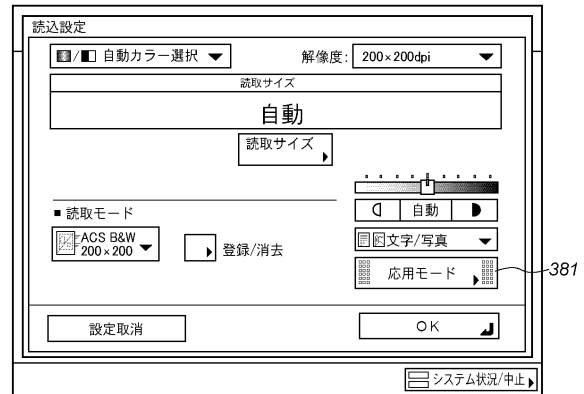 読込設定
自動カラー選択
解像度: 200×200dpi
読取サイズ
自動
読取サイズ
■ 読取モード
自動
ACS B&W
200×200
登録/消去
文字/写真
応用モード
381
設定取消
OK
システム状況/中止